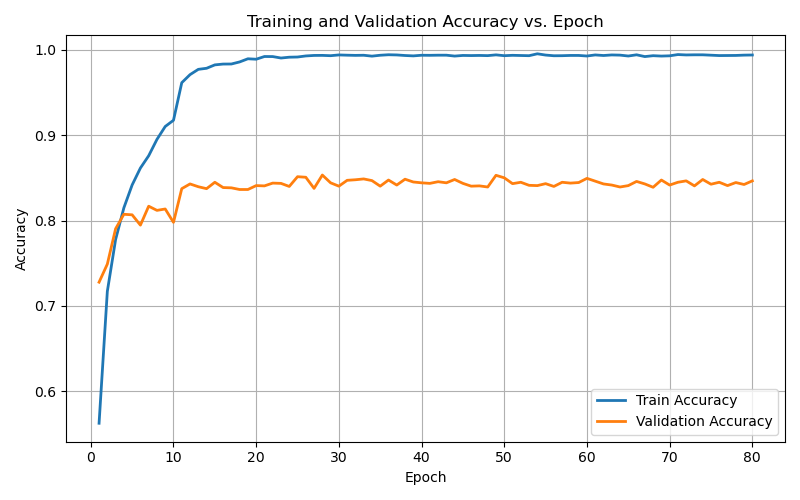 Training and Validation Accuracy vs. Epoch
1.0
0.9
0.8
0.7
0.6
Accuracy
0 10 20 30 40 50 60 70 80
Epoch
Train Accuracy
Validation Accuracy